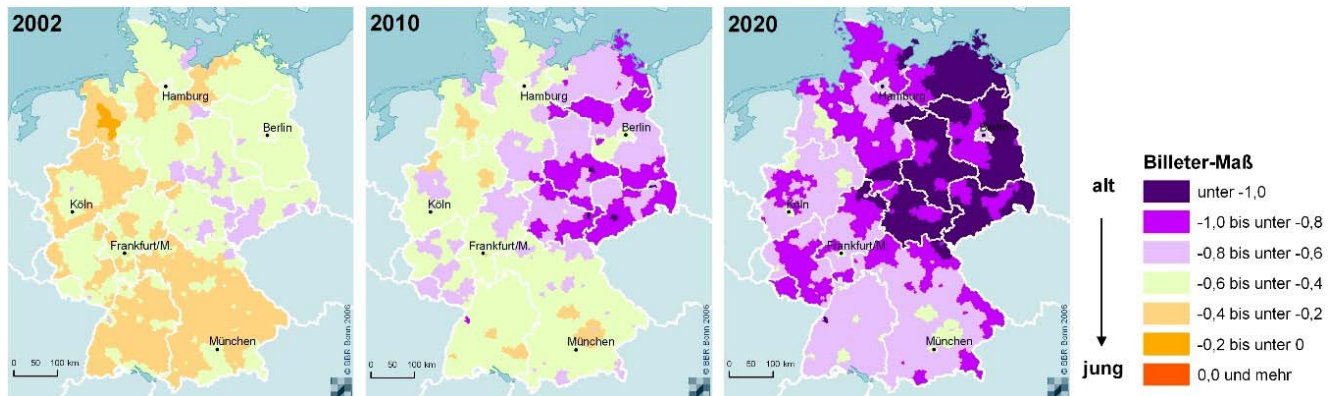 2002
Hamburg
Berlin
Köln
Frankfurt/M.
München
0 50 100 km
© BBR Bonn 2006
2010
Hamburg
Berlin
Köln
Frankfurt/M.
München
0 50 100 km
© BBR Bonn 2006
2020
Hamburg
Berlin
Köln
Frankfurt/M.
München
0 50 100 km
© BBR Bonn 2006
alt
jung
Billeter-Maß
unter -1,0
-1,0 bis unter -0,8
-0,8 bis unter -0,6
-0,6 bis unter -0,4
-0,4 bis unter -0,2
-0,2 bis unter 0
0,0 und mehr